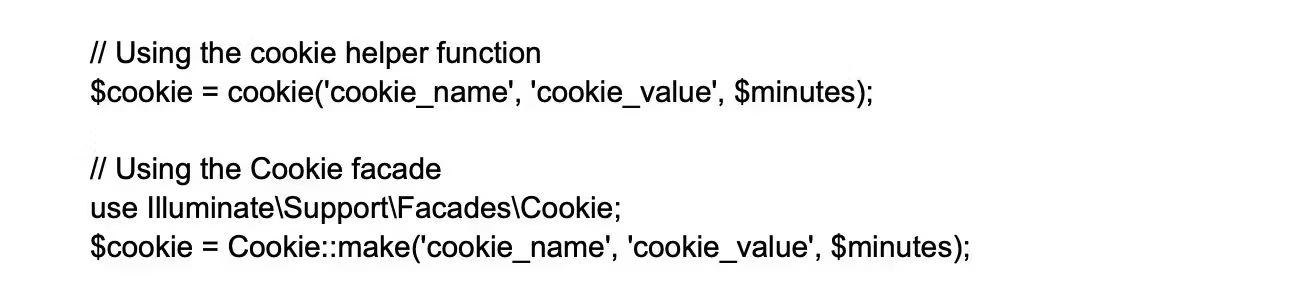 // Using the cookie helper function
$cookie = cookie('cookie_name', 'cookie_value', $minutes);
// Using the Cookie facade
use Illuminate\Support\Facades\Cookie;
$cookie = Cookie::make('cookie_name', 'cookie_value', $minutes);